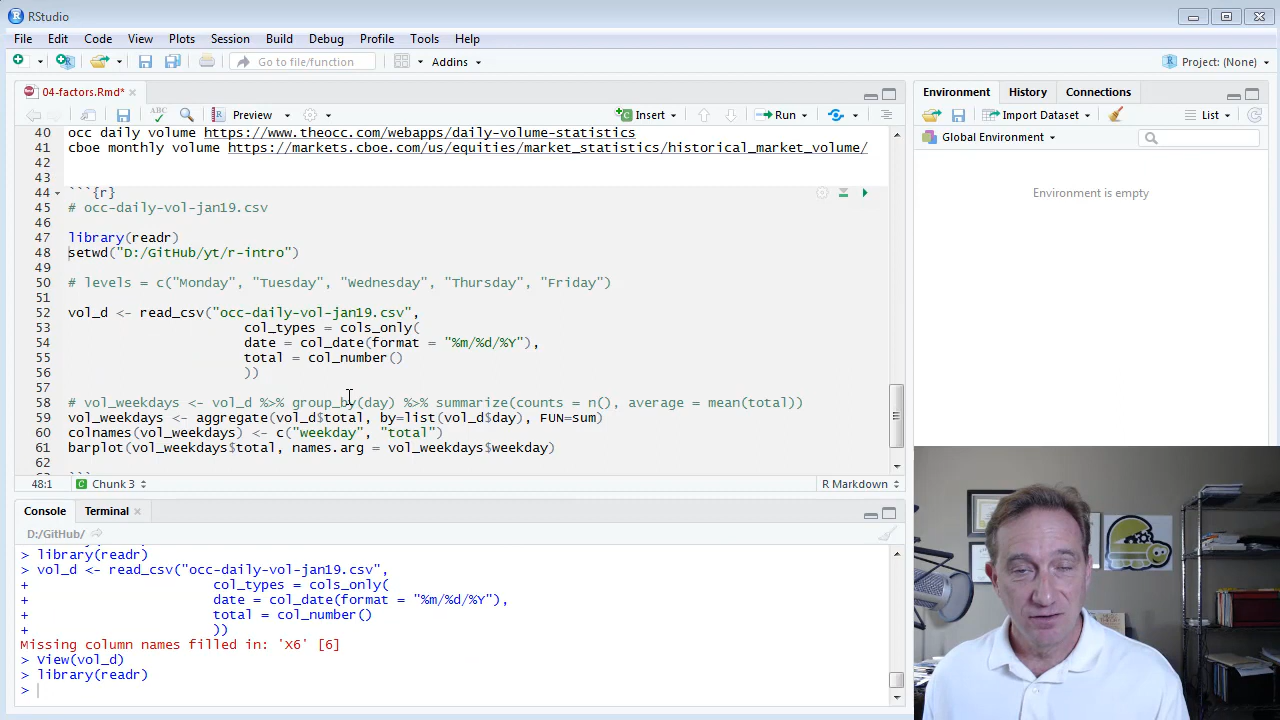 RStudio
File Edit Code View Plots Session Build Debug Profile Tools Help
Go to file/function Addins Project: (None)
04-factors.Rmd*
Preview Insert Run
40 occ daily volume https://www.theocc.com/webapps/daily-volume-statistics
41 cboe monthly volume https://markets.cboe.com/us/equities/market_statistics/historical_market_volume/
42
43
44 ```{r}
45 # occ-daily-vol-jan19.csv
46
47 library(readr)
48 setwd("D:/GitHub/yt/r-intro")
49
50 # levels = c("Monday", "Tuesday", "Wednesday", "Thursday", "Friday")
51
52 vol_d <- read_csv("occ-daily-vol-jan19.csv",
53 col_types = cols_only(
54 date = col_date(format = "%m/%d/%Y"),
55 total = col_number()
56 ))
57
58 # vol_weekdays <- vol_d %>% group_by(day) %>% summarize(counts = n(), average = mean(total))
59 vol_weekdays <- aggregate(vol_d$total, by=list(vol_d$day), FUN=sum)
60 colnames(vol_weekdays) <- c("weekday", "total")
61 barplot(vol_weekdays$total, names.arg = vol_weekdays$weekday)
62
48:1 Chunk 3 R Markdown
Console Terminal
D:/GitHub/
> library(readr)
> vol_d <- read_csv("occ-daily-vol-jan19.csv",
+ col_types = cols_only(
+ date = col_date(format = "%m/%d/%Y"),
+ total = col_number()
+ ))
Missing column names filled in: 'X6' [6]
> View(vol_d)
> library(readr)
>
Environment History Connections
Import Dataset List
Global Environment
Environment is empty